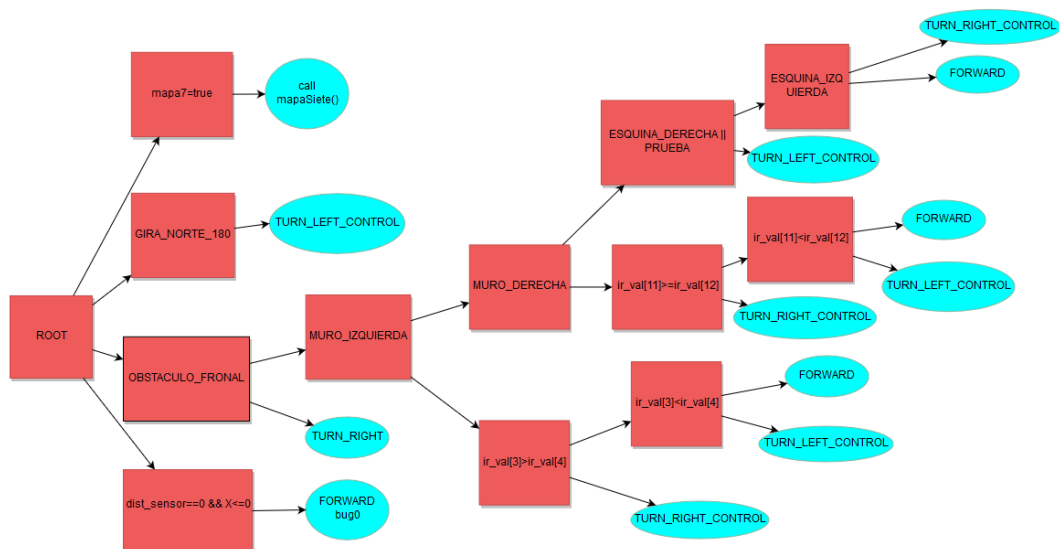 TURN_RIGHT_CONTROL
ESQUINA_IZQ
UIERDA
FORWARD
mapa7=true
call
mapaSiete()
ESQUINA_DERECHA ||
PRUEBA
TURN_LEFT_CONTROL
GIRA_NORTE_180
TURN_LEFT_CONTROL
FORWARD
ir_val[11]<ir_val[12]
MURO_DERECHA
ir_val[11]>=ir_val[12]
TURN_LEFT_CONTROL
TURN_RIGHT_CONTROL
ROOT
MURO_IZQUIERDA
OBSTACULO_FRONAL
FORWARD
ir_val[3]<ir_val[4]
TURN_RIGHT
TURN_LEFT_CONTROL
ir_val[3]>ir_val[4]
dist_sensor==0 && X<=0
FORWARD
bug0
TURN_RIGHT_CONTROL